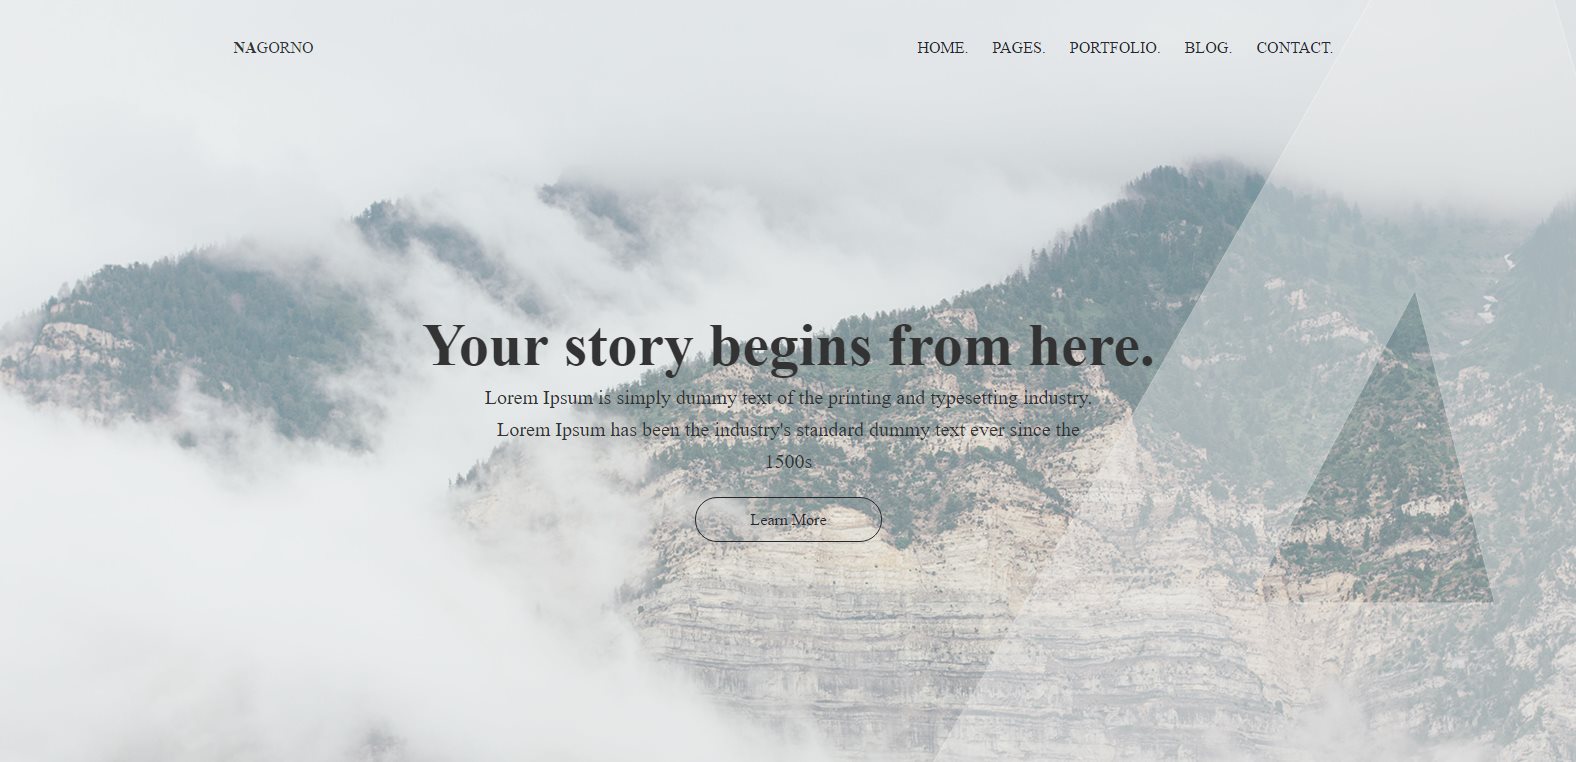 NAGORNO
HOME. PAGES. PORTFOLIO. BLOG. CONTACT.
Your story begins from here.
Lorem Ipsum is simply dummy text of the printing and typesetting industry.
Lorem Ipsum has been the industry's standard dummy text ever since the
1500s
Learn More